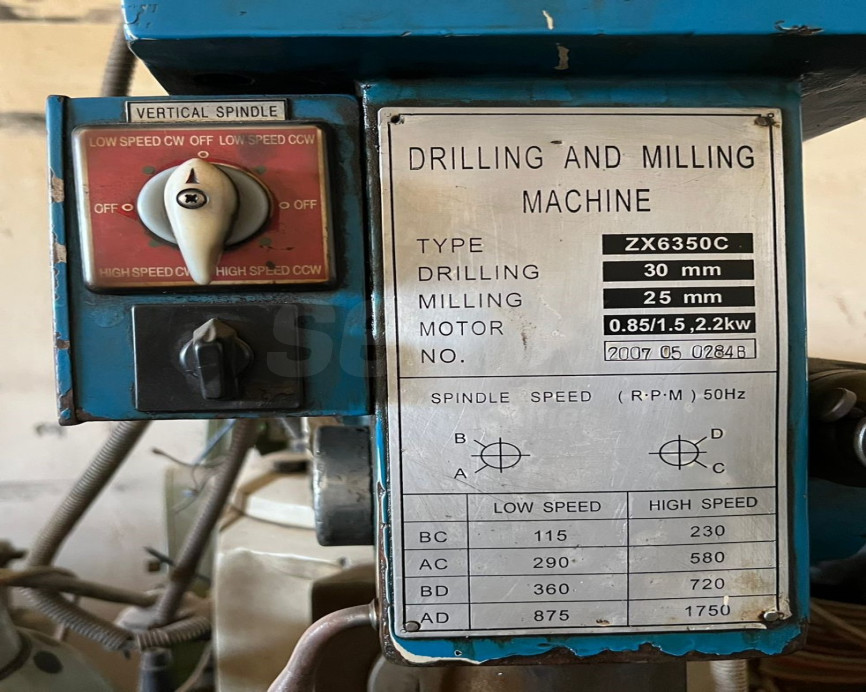 VERTICAL SPINDLE
LOW SPEED CW OFF LOW SPEED CCW
OFF OFF
HIGH SPEED CW HIGH SPEED CCW
DRILLING AND MILLING
MACHINE
TYPE ZX6350C
DRILLING 30 mm
MILLING 25 mm
MOTOR 0.85/1.5,2.2kw
NO. 2007 05 0284B
SPINDLE SPEED (R·P·M) 50Hz
B D
A C
LOW SPEED HIGH SPEED
BC 115 230
AC 290 580
BD 360 720
AD 875 1750